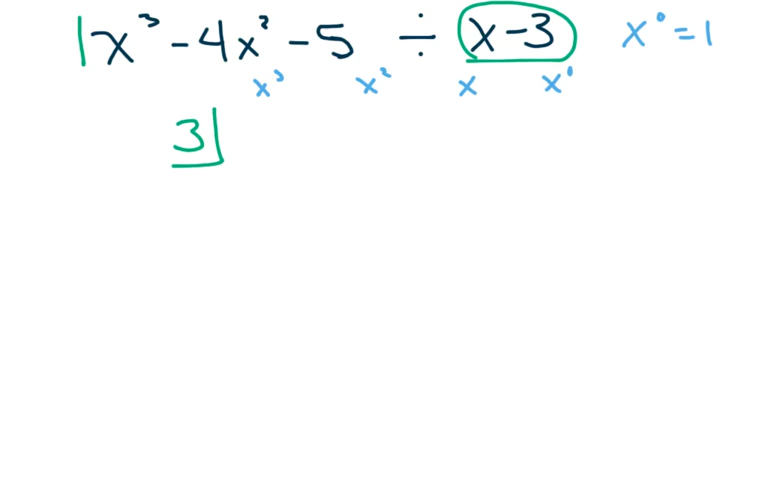 1x³ - 4x² - 5 ÷ x - 3 x⁰ = 1
x³ x² x x⁰
3